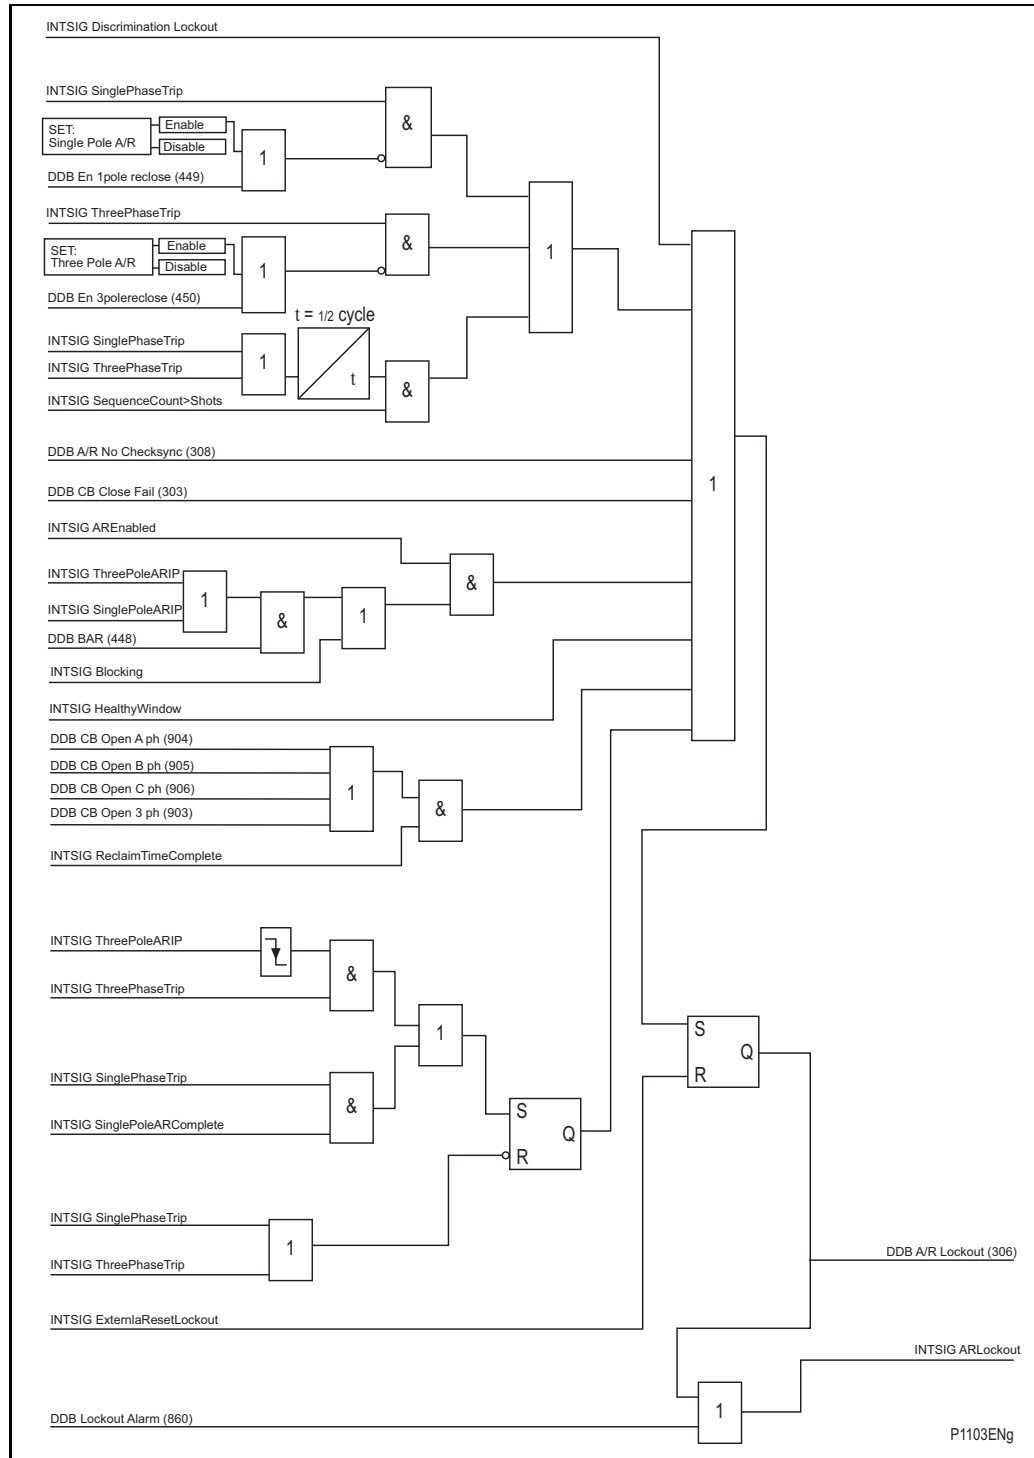 INTSIG Discrimination Lockout
INTSIG SinglePhaseTrip
&
SET:
Single Pole A/R
Enable
Disable
1
DDB En 1pole reclose (449)
INTSIG ThreePhaseTrip
&
SET:
Three Pole A/R
Enable
Disable
1
1
DDB En 3polereclose (450)
t = 1/2 cycle
INTSIG SinglePhaseTrip
INTSIG ThreePhaseTrip
1
t
&
INTSIG SequenceCount>Shots
DDB A/R No Checksync (308)
1
DDB CB Close Fail (303)
INTSIG AREnabled
INTSIG ThreePoleARIP
&
INTSIG SinglePoleARIP
1
&
1
DDB BAR (448)
INTSIG Blocking
INTSIG HealthyWindow
DDB CB Open A ph (904)
DDB CB Open B ph (905)
DDB CB Open C ph (906)
DDB CB Open 3 ph (903)
1
&
INTSIG ReclaimTimeComplete
INTSIG ThreePoleARIP
&
INTSIG ThreePhaseTrip
1
S
Q
R
INTSIG SinglePhaseTrip
&
INTSIG SinglePoleARComplete
S
Q
R
INTSIG SinglePhaseTrip
1
INTSIG ThreePhaseTrip
DDB A/R Lockout (306)
INTSIG ExternlaResetLockout
INTSIG ARLockout
1
DDB Lockout Alarm (860)
P1103ENg